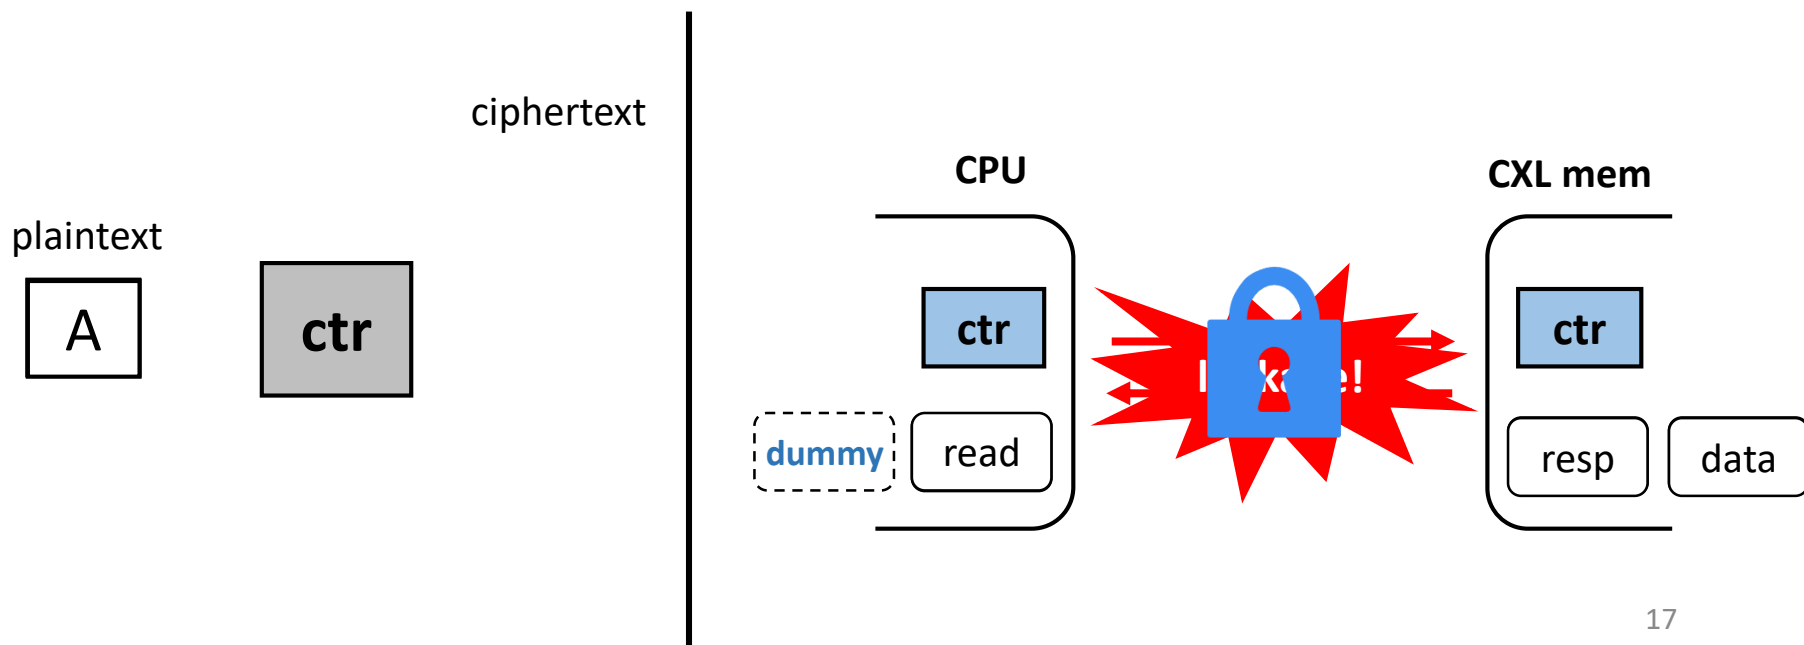 ciphertext
plaintext
A
ctr
CPU
CXL mem
ctr
ctr
dummy
read
resp
data
17